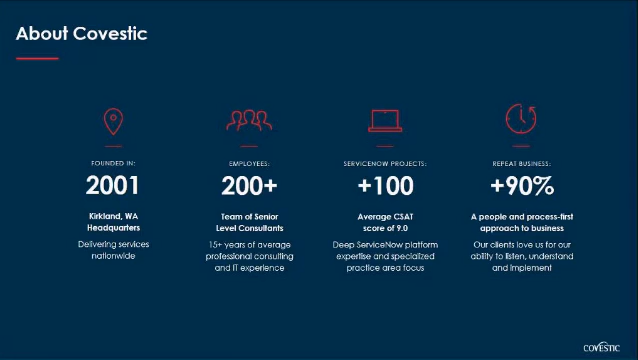 About Covestic
FOUNDED IN:
2001
Kirkland, WA
Headquarters
Delivering services
nationwide
EMPLOYEES:
200+
Team of Senior
Level Consultants
15+ years of average
professional consulting
and IT experience
SERVICENOW PROJECTS:
+100
Average CSAT
score of 9.0
Deep ServiceNow platform
expertise and specialized
practice area focus
REPEAT BUSINESS:
+90%
A people and process-first
approach to business
Our clients love us for our
ability to listen, understand
and implement
COVESTIC